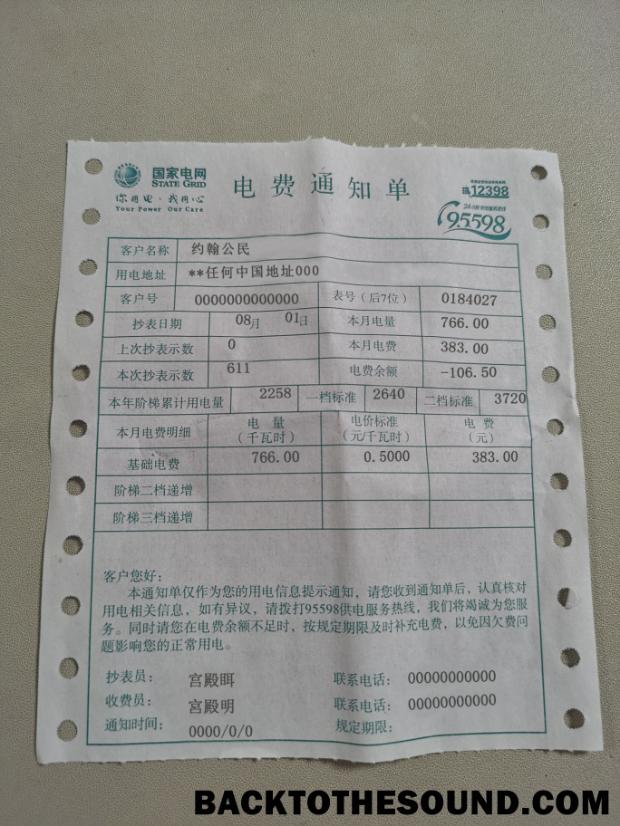 国家电网
STATE GRID
你用电·我用心
Your Power Our Care
电费通知单
12398
24小时供电服务热线
95598
客户名称 约翰公民
用电地址 **任何中国地址000
客户号 0000000000000 表号（后7位） 0184027
抄表日期 08月 01日 本月电量 766.00
上次抄表示数 0 本月电费 383.00
本次抄表示数 611 电费余额 -106.50
本年阶梯累计用电量 2258 一档标准 2640 二档标准 3720
本月电费明细 电 量 电价标准 电 费
（千瓦时） （元/千瓦时） （元）
基础电费 766.00 0.5000 383.00
阶梯二档递增
阶梯三档递增
客户您好：
本通知单仅作为您的用电信息提示通知，请您收到通知单后，认真核对
用电相关信息，如有异议，请拨打95598供电服务热线，我们将竭诚为您服
务。同时请您在电费余额不足时，按规定期限及时补充电费，以免因欠费问
题影响您的正常用电。
抄表员： 宫殿眀 联系电话： 00000000000
收费员： 宮殿明 联系电话： 00000000000
通知时间： 0000/0/0 规定期限：
BACKTOTHESOUND.COM